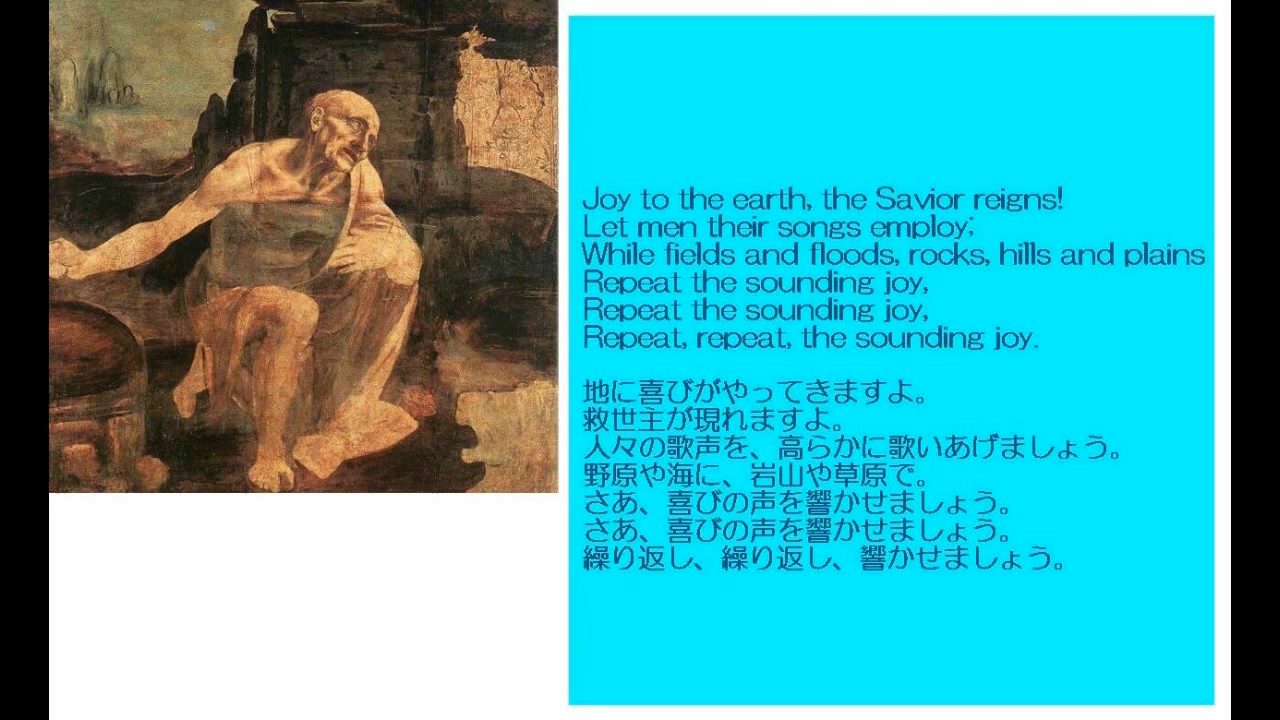 Joy to the earth, the Savior reigns!
Let men their songs employ;
While fields and floods, rocks, hills and plains
Repeat the sounding joy,
Repeat the sounding joy,
Repeat, repeat, the sounding joy.
地に喜びがやってきますよ。
救世主が現れますよ。
人々の歌声を、高らかに歌いあげましょう。
野原や海に、岩山や草原で。
さあ、喜びの声を響かせましょう。
さあ、喜びの声を響かせましょう。
繰り返し、繰り返し、響かせましょう。